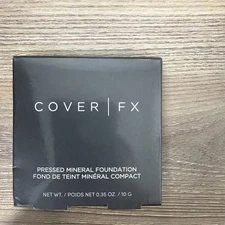 COVER | FX
PRESSED MINERAL FOUNDATION
FOND DE TEINT MINÉRAL COMPACT
NET WT. / POIDS NET 0.35 OZ. / 10 G